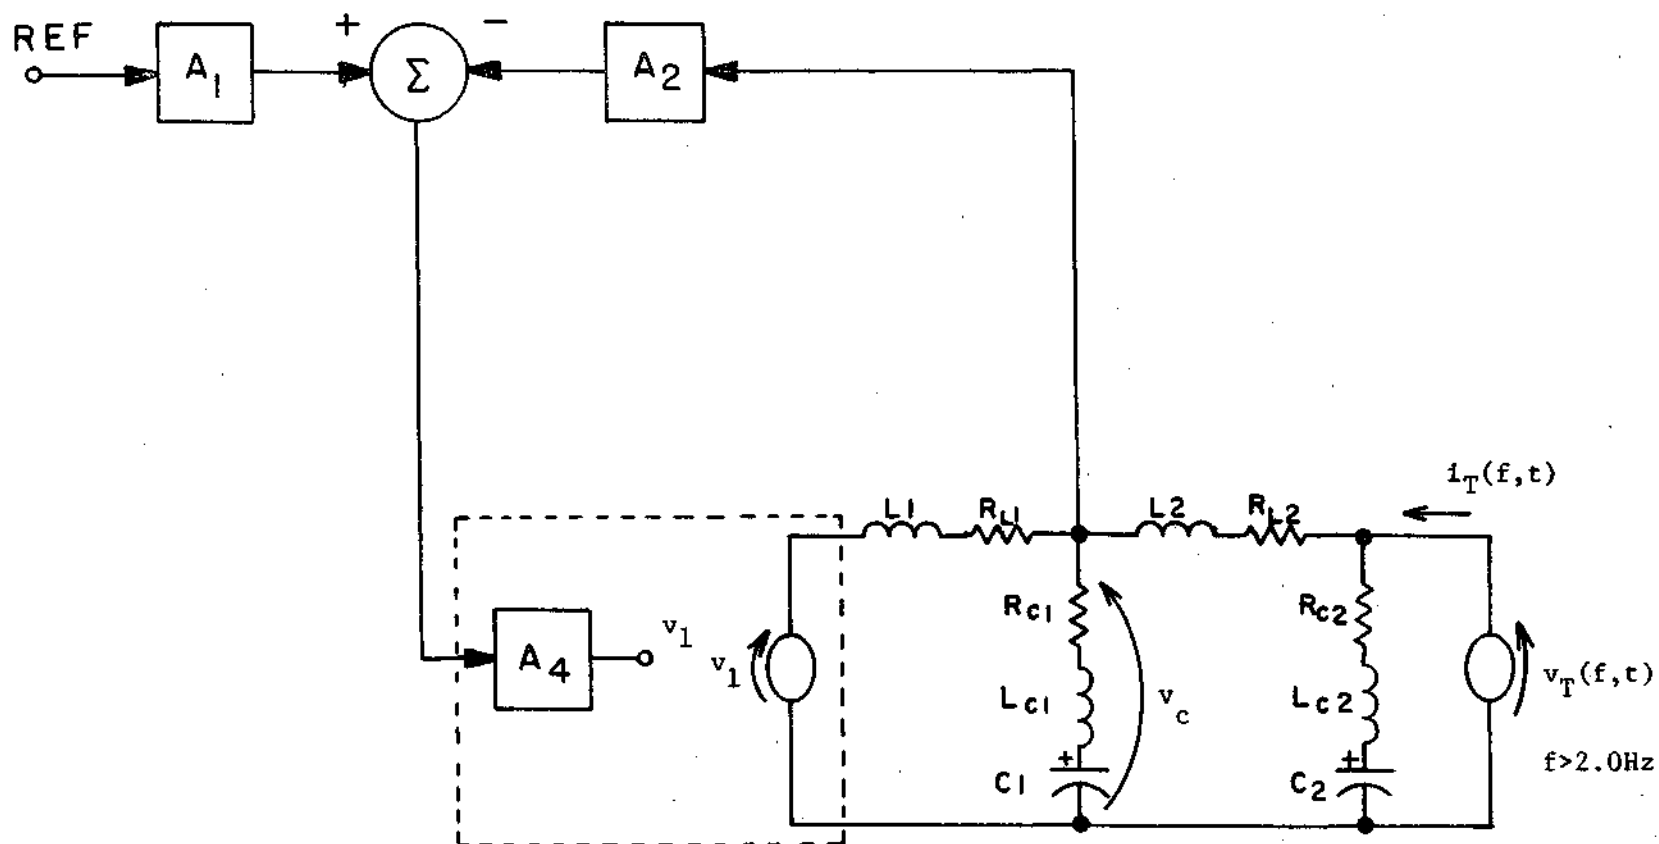 REF
+
−
A1
Σ
A2
iT(f,t)
L1
RL1
L2
RL2
RC1
RC2
A4
v1
v1
LC1
vc
LC2
vT(f,t)
+
+
C1
C2
f>2.0Hz